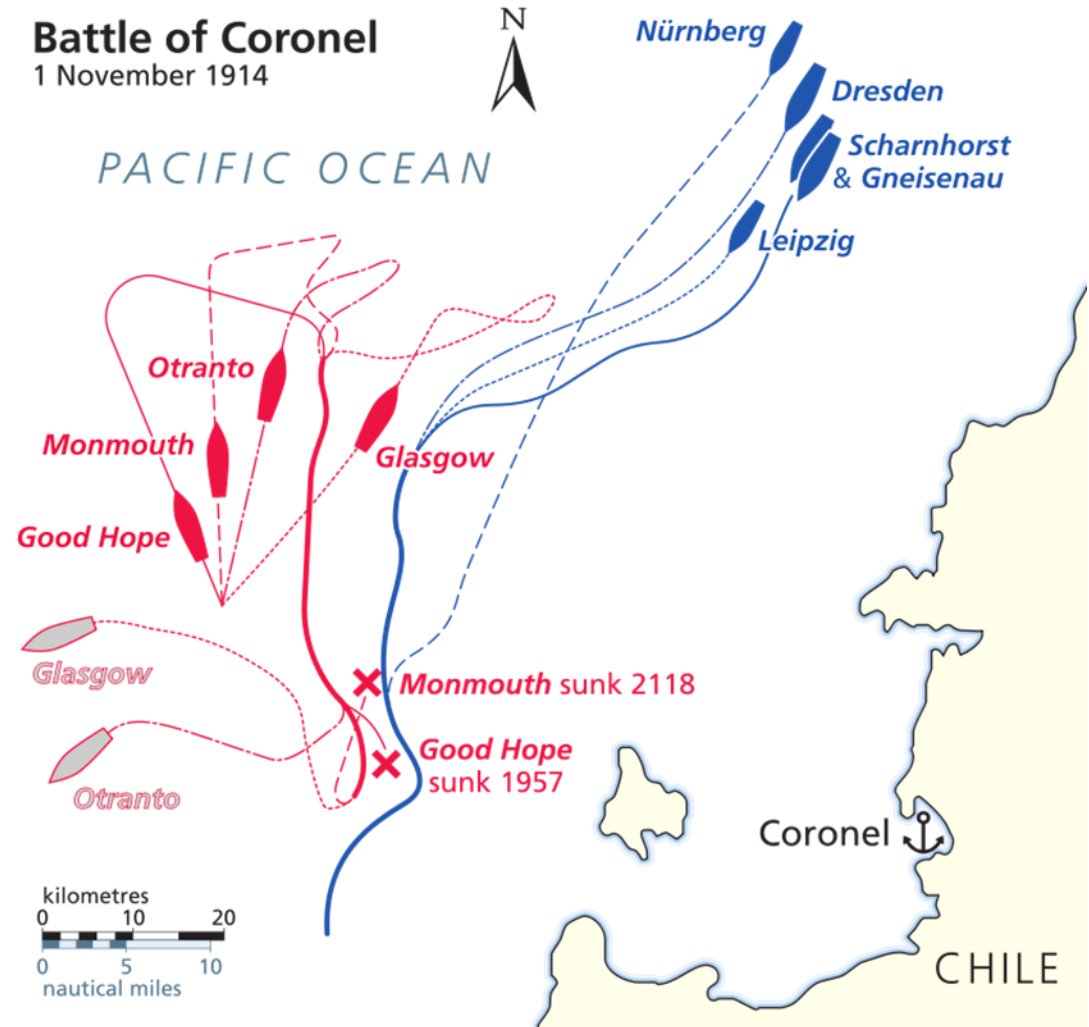 Battle of Coronel
1 November 1914
N
Nürnberg
Dresden
Scharnhorst
& Gneisenau
Leipzig
PACIFIC OCEAN
Otranto
Monmouth
Glasgow
Good Hope
Glasgow
Monmouth sunk 2118
Good Hope
sunk 1957
Otranto
Coronel
CHILE
kilometres
0 10 20
0 5 10
nautical miles